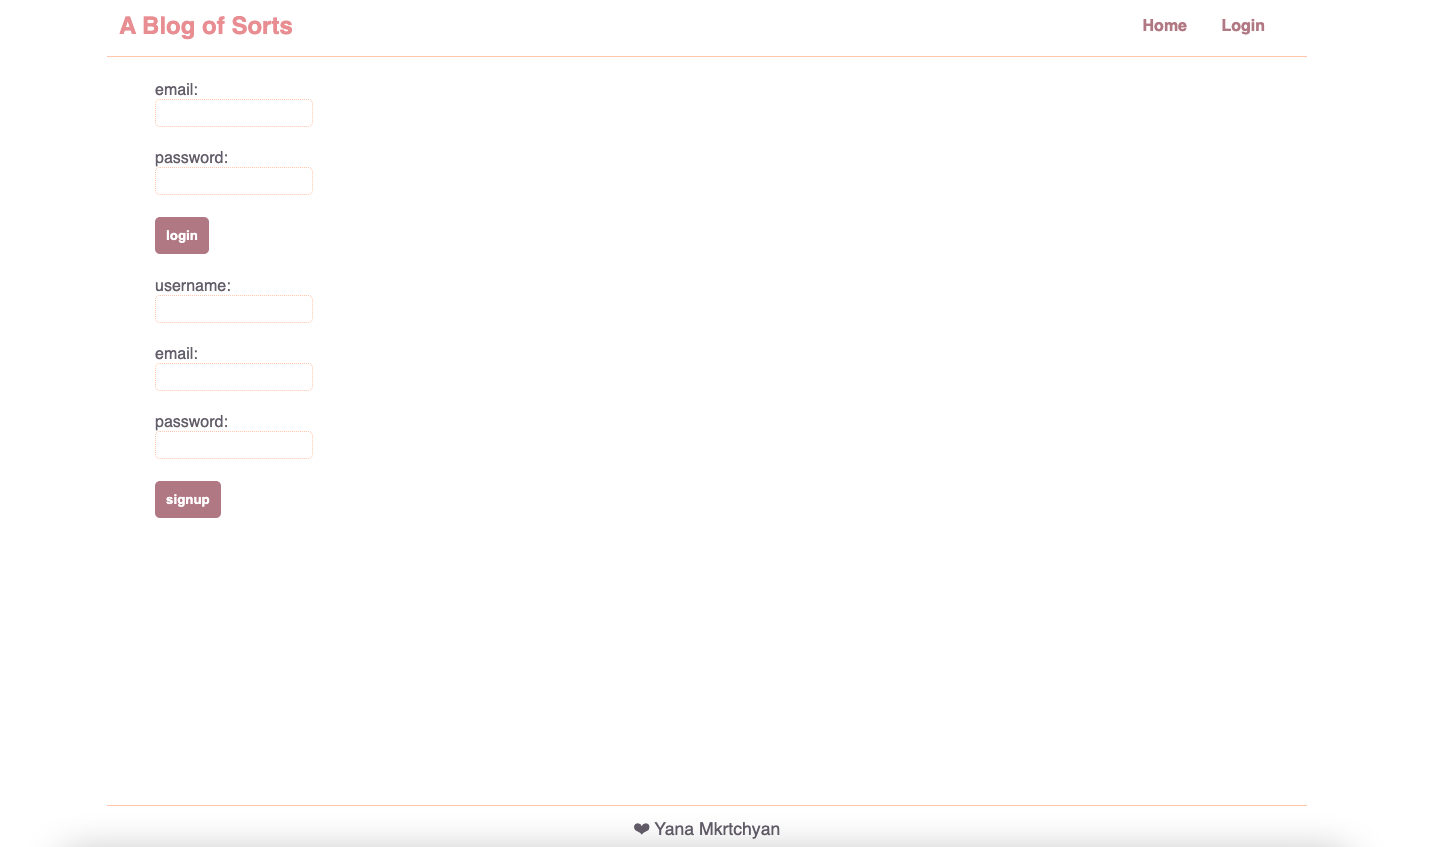 A Blog of Sorts
Home Login
email:
password:
login
username:
email:
password:
signup
❤ Yana Mkrtchyan